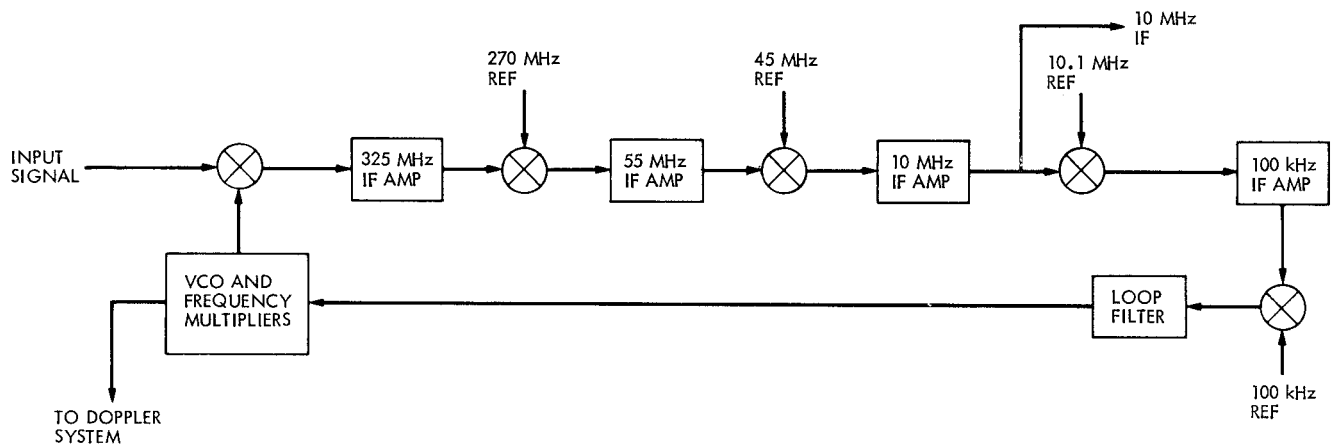 10 MHz
IF
270 MHz
REF
45 MHz
REF
10.1 MHz
REF
INPUT
SIGNAL
325 MHz
IF AMP
55 MHz
IF AMP
10 MHz
IF AMP
100 kHz
IF AMP
VCO AND
FREQUENCY
MULTIPLIERS
LOOP
FILTER
100 kHz
REF
TO DOPPLER
SYSTEM